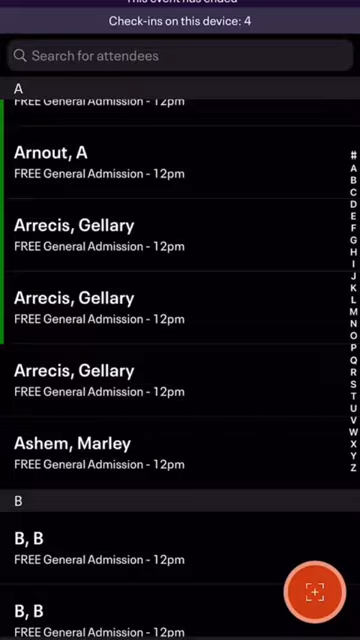 This event has ended
Check-ins on this device: 4
Search for attendees
A
FREE General Admission - 12pm
Arnout, A
FREE General Admission - 12pm
Arrecis, Gellary
FREE General Admission - 12pm
Arrecis, Gellary
FREE General Admission - 12pm
Arrecis, Gellary
FREE General Admission - 12pm
Ashem, Marley
FREE General Admission - 12pm
B
B, B
FREE General Admission - 12pm
B, B
FREE General Admission - 12pm
#
A
B
C
D
E
F
G
H
I
J
K
L
M
N
O
P
Q
R
S
T
U
V
W
X
Y
Z